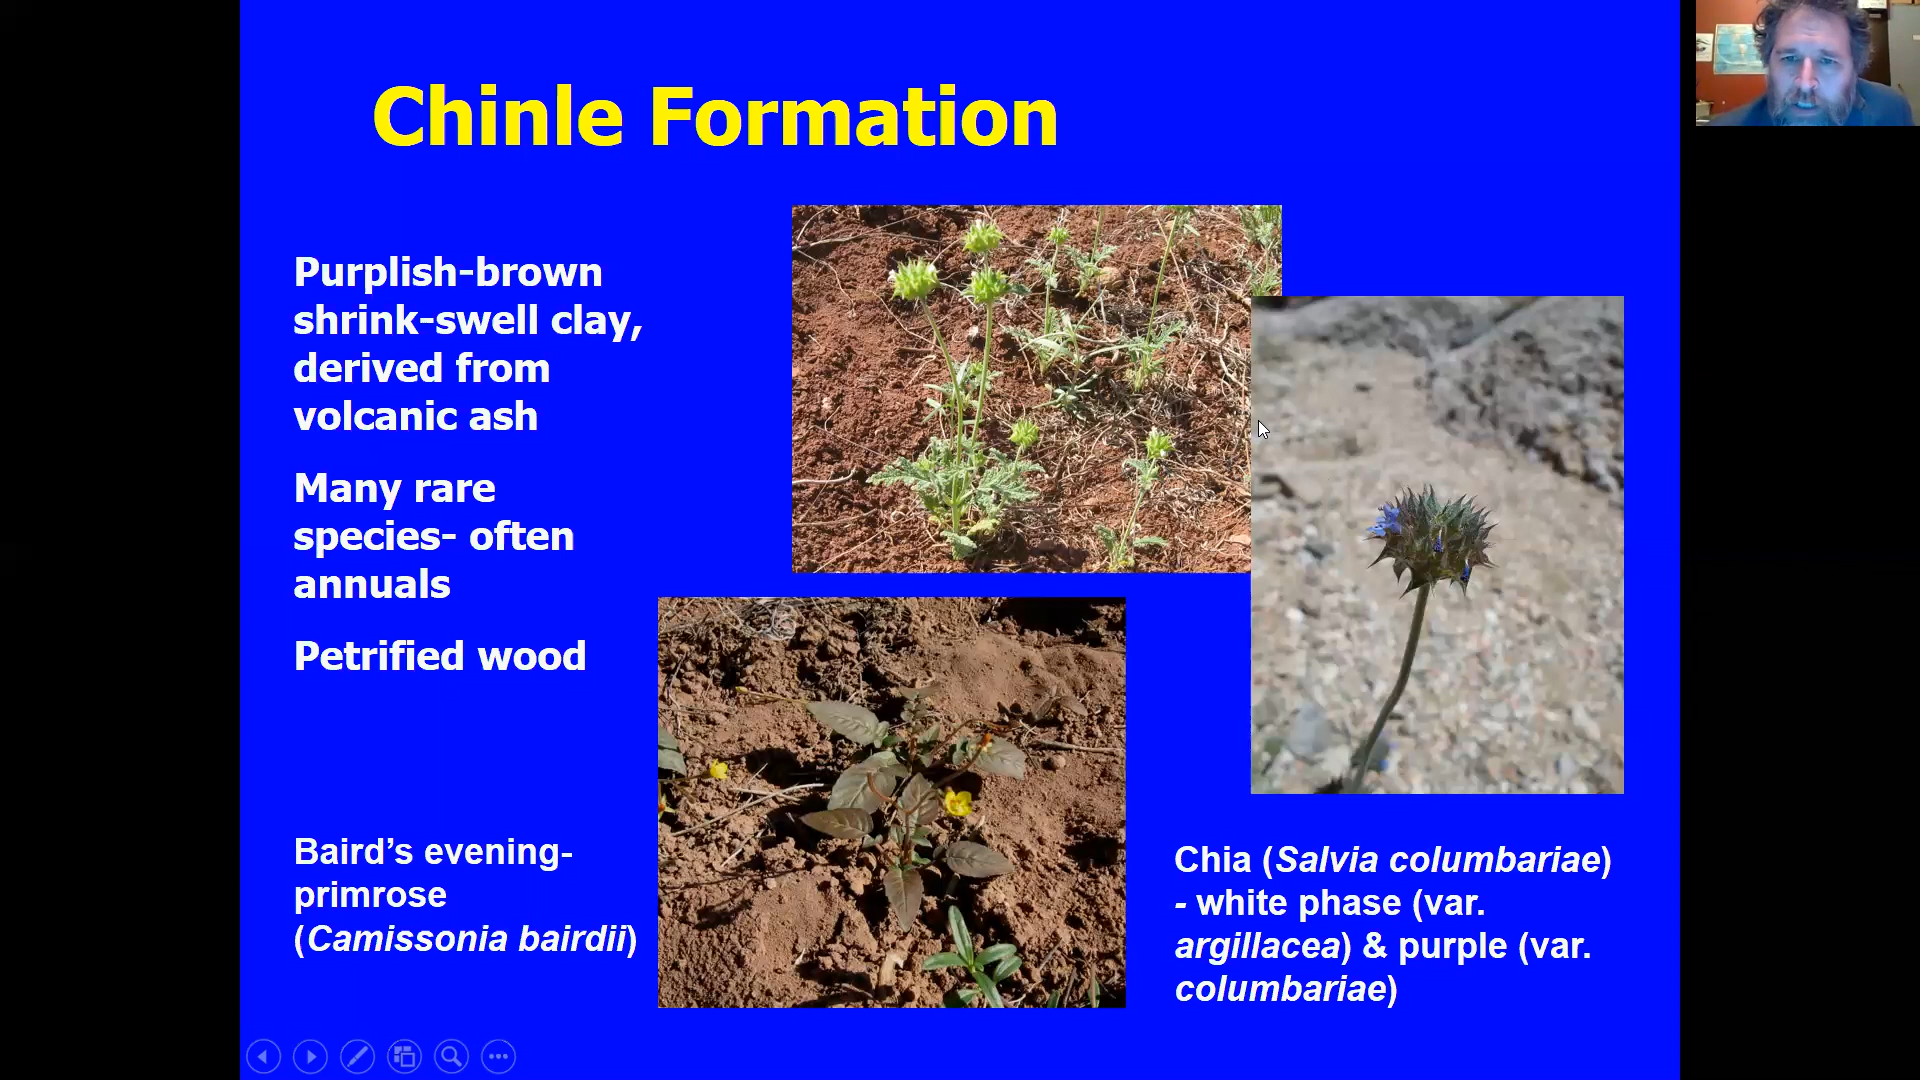 Chinle Formation
Purplish-brown
shrink-swell clay,
derived from
volcanic ash
Many rare
species- often
annuals
Petrified wood
Baird’s evening-
primrose
(Camissonia bairdii)
Chia (Salvia columbariae)
- white phase (var.
argillacea) & purple (var.
columbariae)